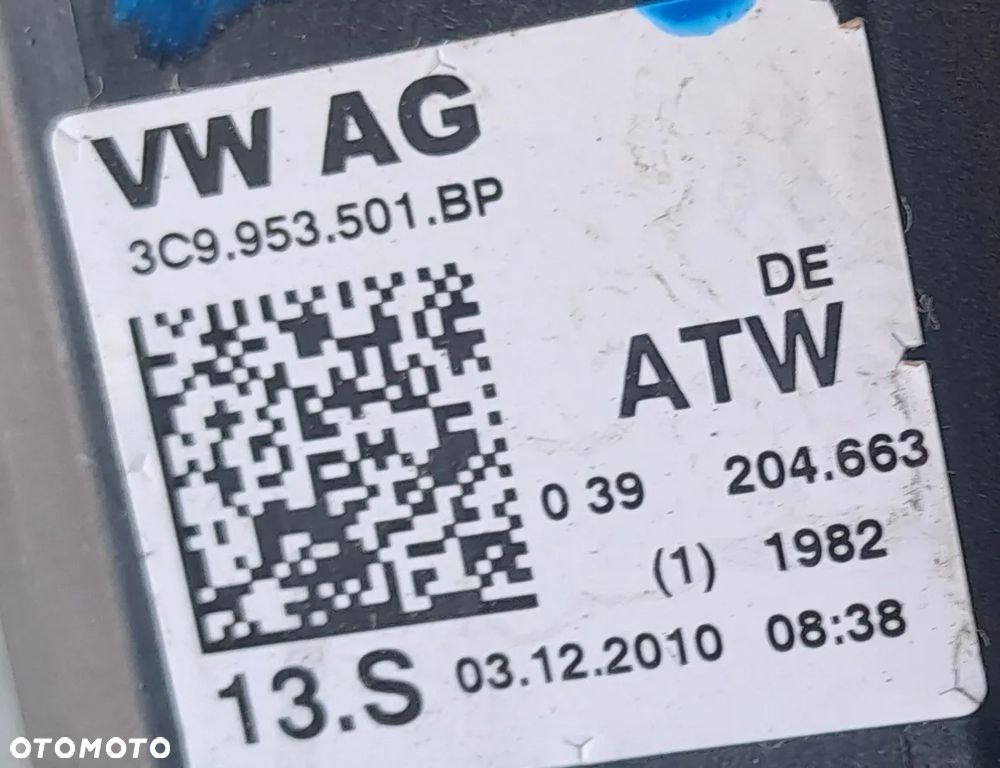 VW AG
3C9.953.501.BP
DE
ATW
0 39 204.663
(1) 1982
13.S 03.12.2010 08:38
OTOMOTO